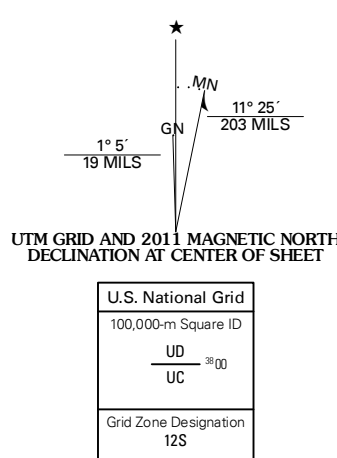 ★
MN
GN
11° 25´
203 MILS
1° 5´
19 MILS
UTM GRID AND 2011 MAGNETIC NORTH
DECLINATION AT CENTER OF SHEET
U.S. National Grid
100,000-m Square ID
UD
3800
UC
Grid Zone Designation
12S